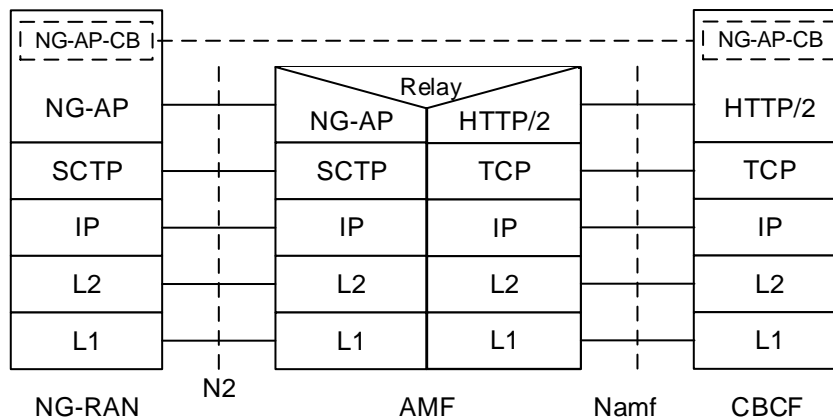 NG-AP-CB NG-AP-CB
Relay
NG-AP NG-AP HTTP/2 HTTP/2
SCTP SCTP TCP TCP
IP IP IP IP
L2 L2 L2 L2
L1 L1 L1 L1
NG-RAN N2 AMF Namf CBCF